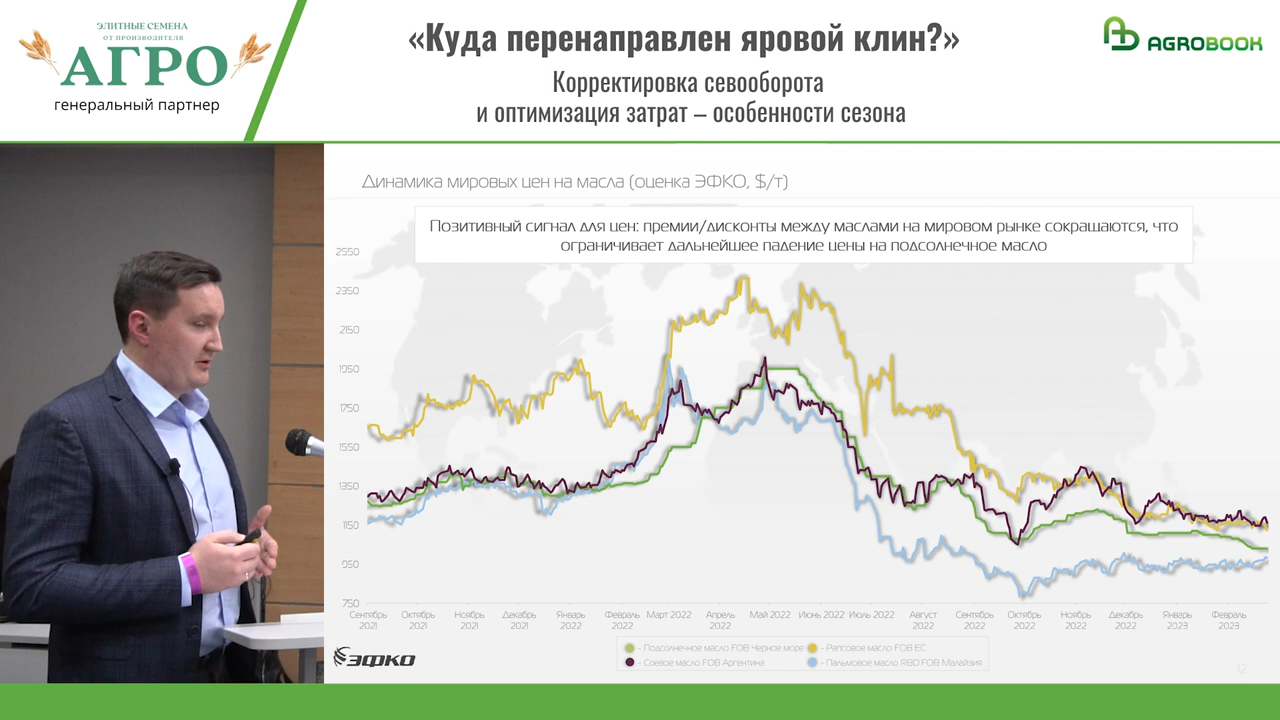 ЭЛИТНЫЕ СЕМЕНА
ОТ ПРОИЗВОДИТЕЛЯ
АГРО
генеральный партнер
«Куда перенаправлен яровой клин?»
Корректировка севооборота
и оптимизация затрат – особенности сезона
AGROBOOK
Динамика мировых цен на масла (оценка ЭФКО, $/т)
Позитивный сигнал для цен: премии/дисконты между маслами на мировом рынке сокращаются, что
ограничивает дальнейшее падение цены на подсолнечное масло
2550
2350
2150
1950
1750
1550
1350
1150
950
750
Сентябрь 2021
Октябрь 2021
Ноябрь 2021
Декабрь 2021
Январь 2022
Февраль 2022
Март 2022
Апрель 2022
Май 2022
Июнь 2022
Июль 2022
Август 2022
Сентябрь 2022
Октябрь 2022
Ноябрь 2022
Декабрь 2022
Январь 2023
Февраль 2023
- Подсолнечное масло FOB Черное море
- Рапсовое масло FOB ЕС
- Соевое масло FOB Аргентина
- Пальмовое масло RBD FOB Малайзия
ЭФКО
12